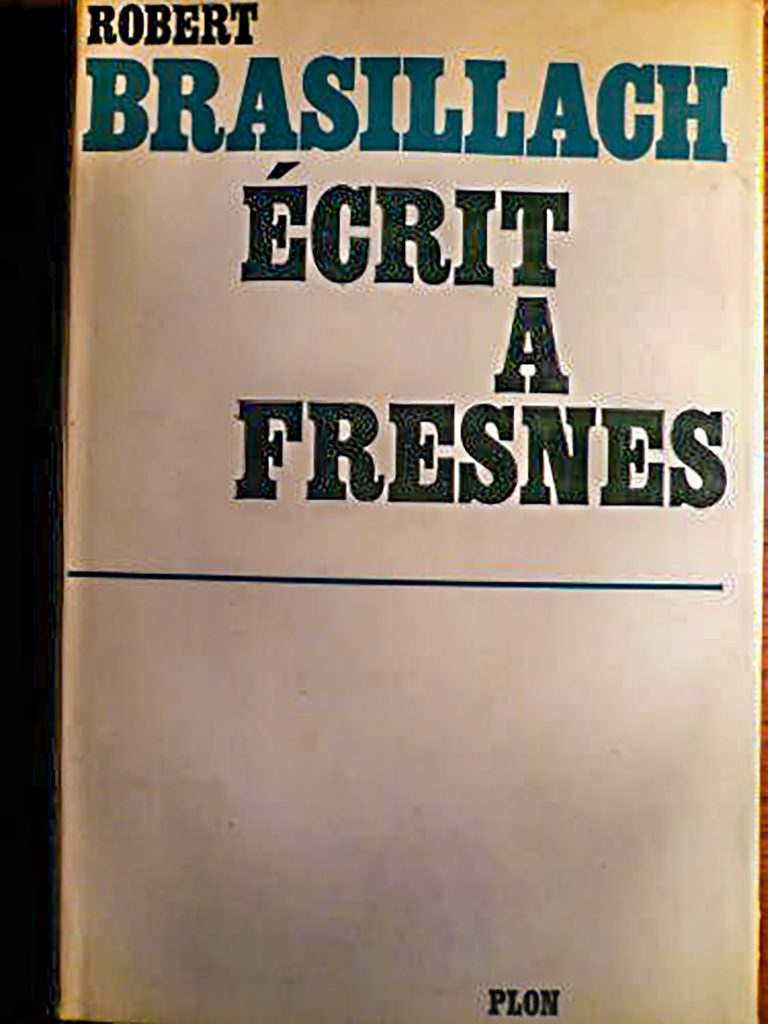 ROBERT
BRASILLACH
ÉCRIT
A
FRESNES
PLON